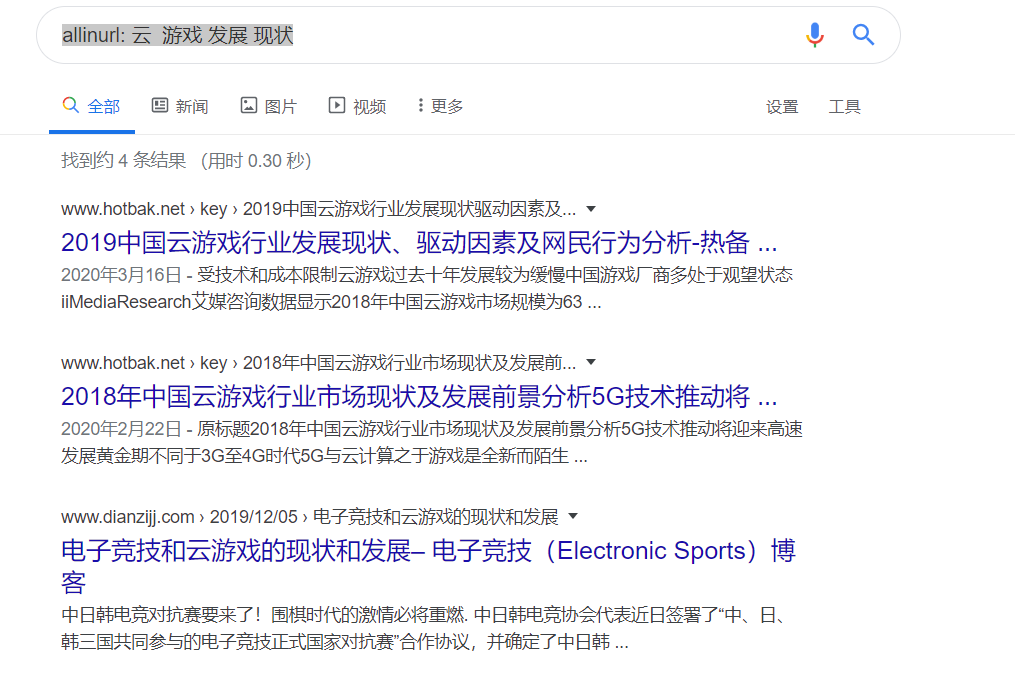 allinurl: 云 游戏 发展 现状
全部 新闻 图片 视频 更多 设置 工具
找到约 4 条结果 （用时 0.30 秒）
www.hotbak.net › key › 2019中国云游戏行业发展现状驱动因素及...
2019中国云游戏行业发展现状、驱动因素及网民行为分析-热备 ...
2020年3月16日 - 受技术和成本限制云游戏过去十年发展较为缓慢中国游戏厂商多处于观望状态
iiMediaResearch艾媒咨询数据显示2018年中国云游戏市场规模为63 ...
www.hotbak.net › key › 2018年中国云游戏行业市场现状及发展前...
2018年中国云游戏行业市场现状及发展前景分析5G技术推动将 ...
2020年2月22日 - 原标题2018年中国云游戏行业市场现状及发展前景分析5G技术推动将迎来高速
发展黄金期不同于3G至4G时代5G与云计算之于游戏是全新而陌生 ...
www.dianzijj.com › 2019/12/05 › 电子竞技和云游戏的现状和发展
电子竞技和云游戏的现状和发展– 电子竞技（Electronic Sports）博
客
中日韩电竞对抗赛要来了！围棋时代的激情必将重燃. 中日韩电竞协会代表近日签署了“中、日、
韩三国共同参与的电子竞技正式国家对抗赛”合作协议，并确定了中日韩 ...